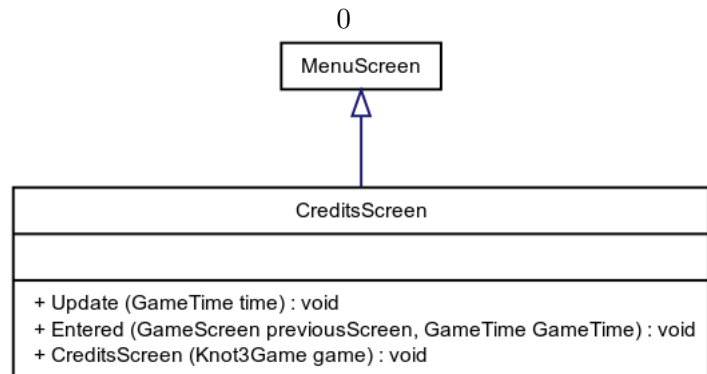 0
MenuScreen
CreditsScreen
+ Update (GameTime time) : void
+ Entered (GameScreen previousScreen, GameTime GameTime) : void
+ CreditsScreen (Knot3Game game) : void